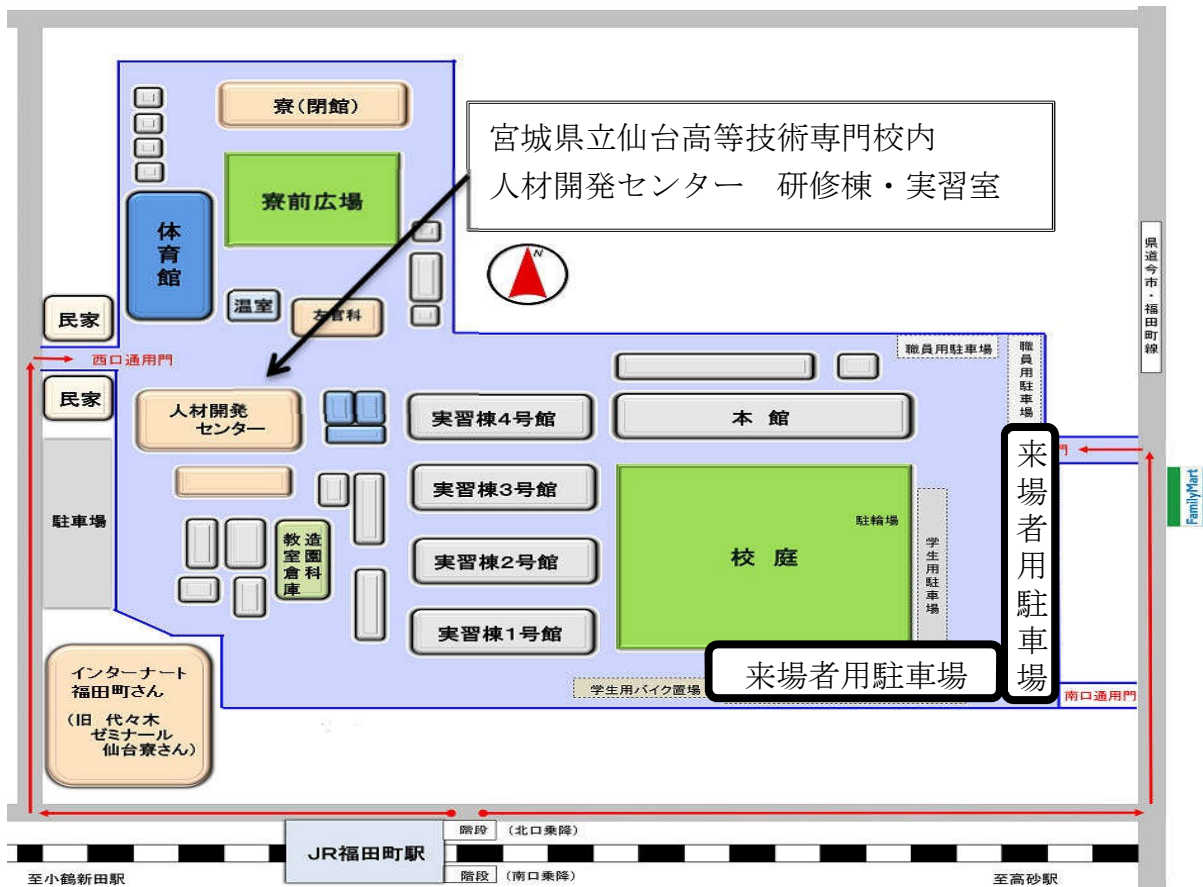 寮(閉館)
宮城県立仙台高等技術専門校内
人材開発センター 研修棟・実習室
寮前広場
体育館
N
県道今市・福田町線
温室
左官科
民家
西口通用門
職員用駐車場
職員用駐車場
民家
人材開発
センター
実習棟4号館
本 館
門
来場者用駐車場
FamilyMart
駐車場
実習棟3号館
駐輪場
造園科
教室倉庫
実習棟2号館
校 庭
学生用駐車場
実習棟1号館
来場者用駐車場
学生用バイク置場
南口通用門
インターナート
福田町さん
(旧 代々木
ゼミナール
仙台寮さん)
階段 (北口乗降)
JR福田町駅
階段 (南口乗降)
至小鶴新田駅
至高砂駅